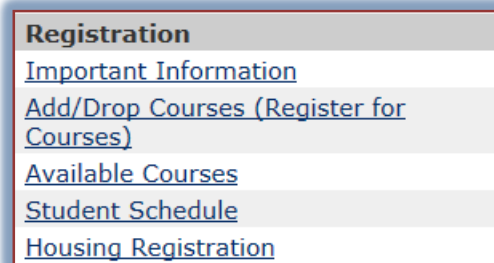 Registration
Important Information
Add/Drop Courses (Register for
Courses)
Available Courses
Student Schedule
Housing Registration